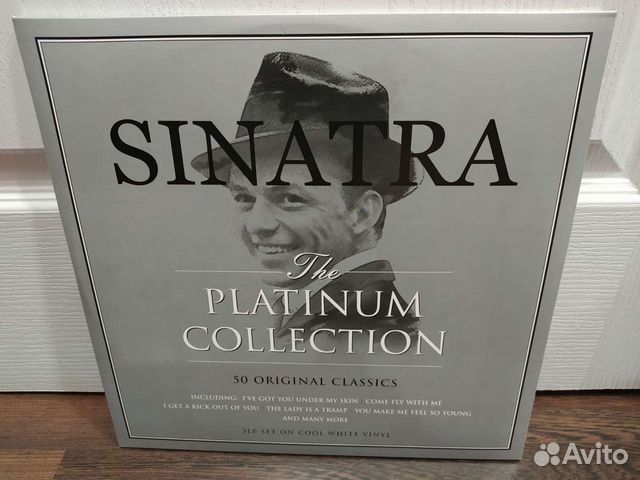 SINATRA
The
PLATINUM
COLLECTION
50 ORIGINAL CLASSICS
INCLUDING: I'VE GOT YOU UNDER MY SKIN COME FLY WITH ME
I GET A KICK OUT OF YOU THE LADY IS A TRAMP YOU MAKE ME FEEL SO YOUNG
AND MANY MORE
3LP SET ON COOL WHITE VINYL
Avito